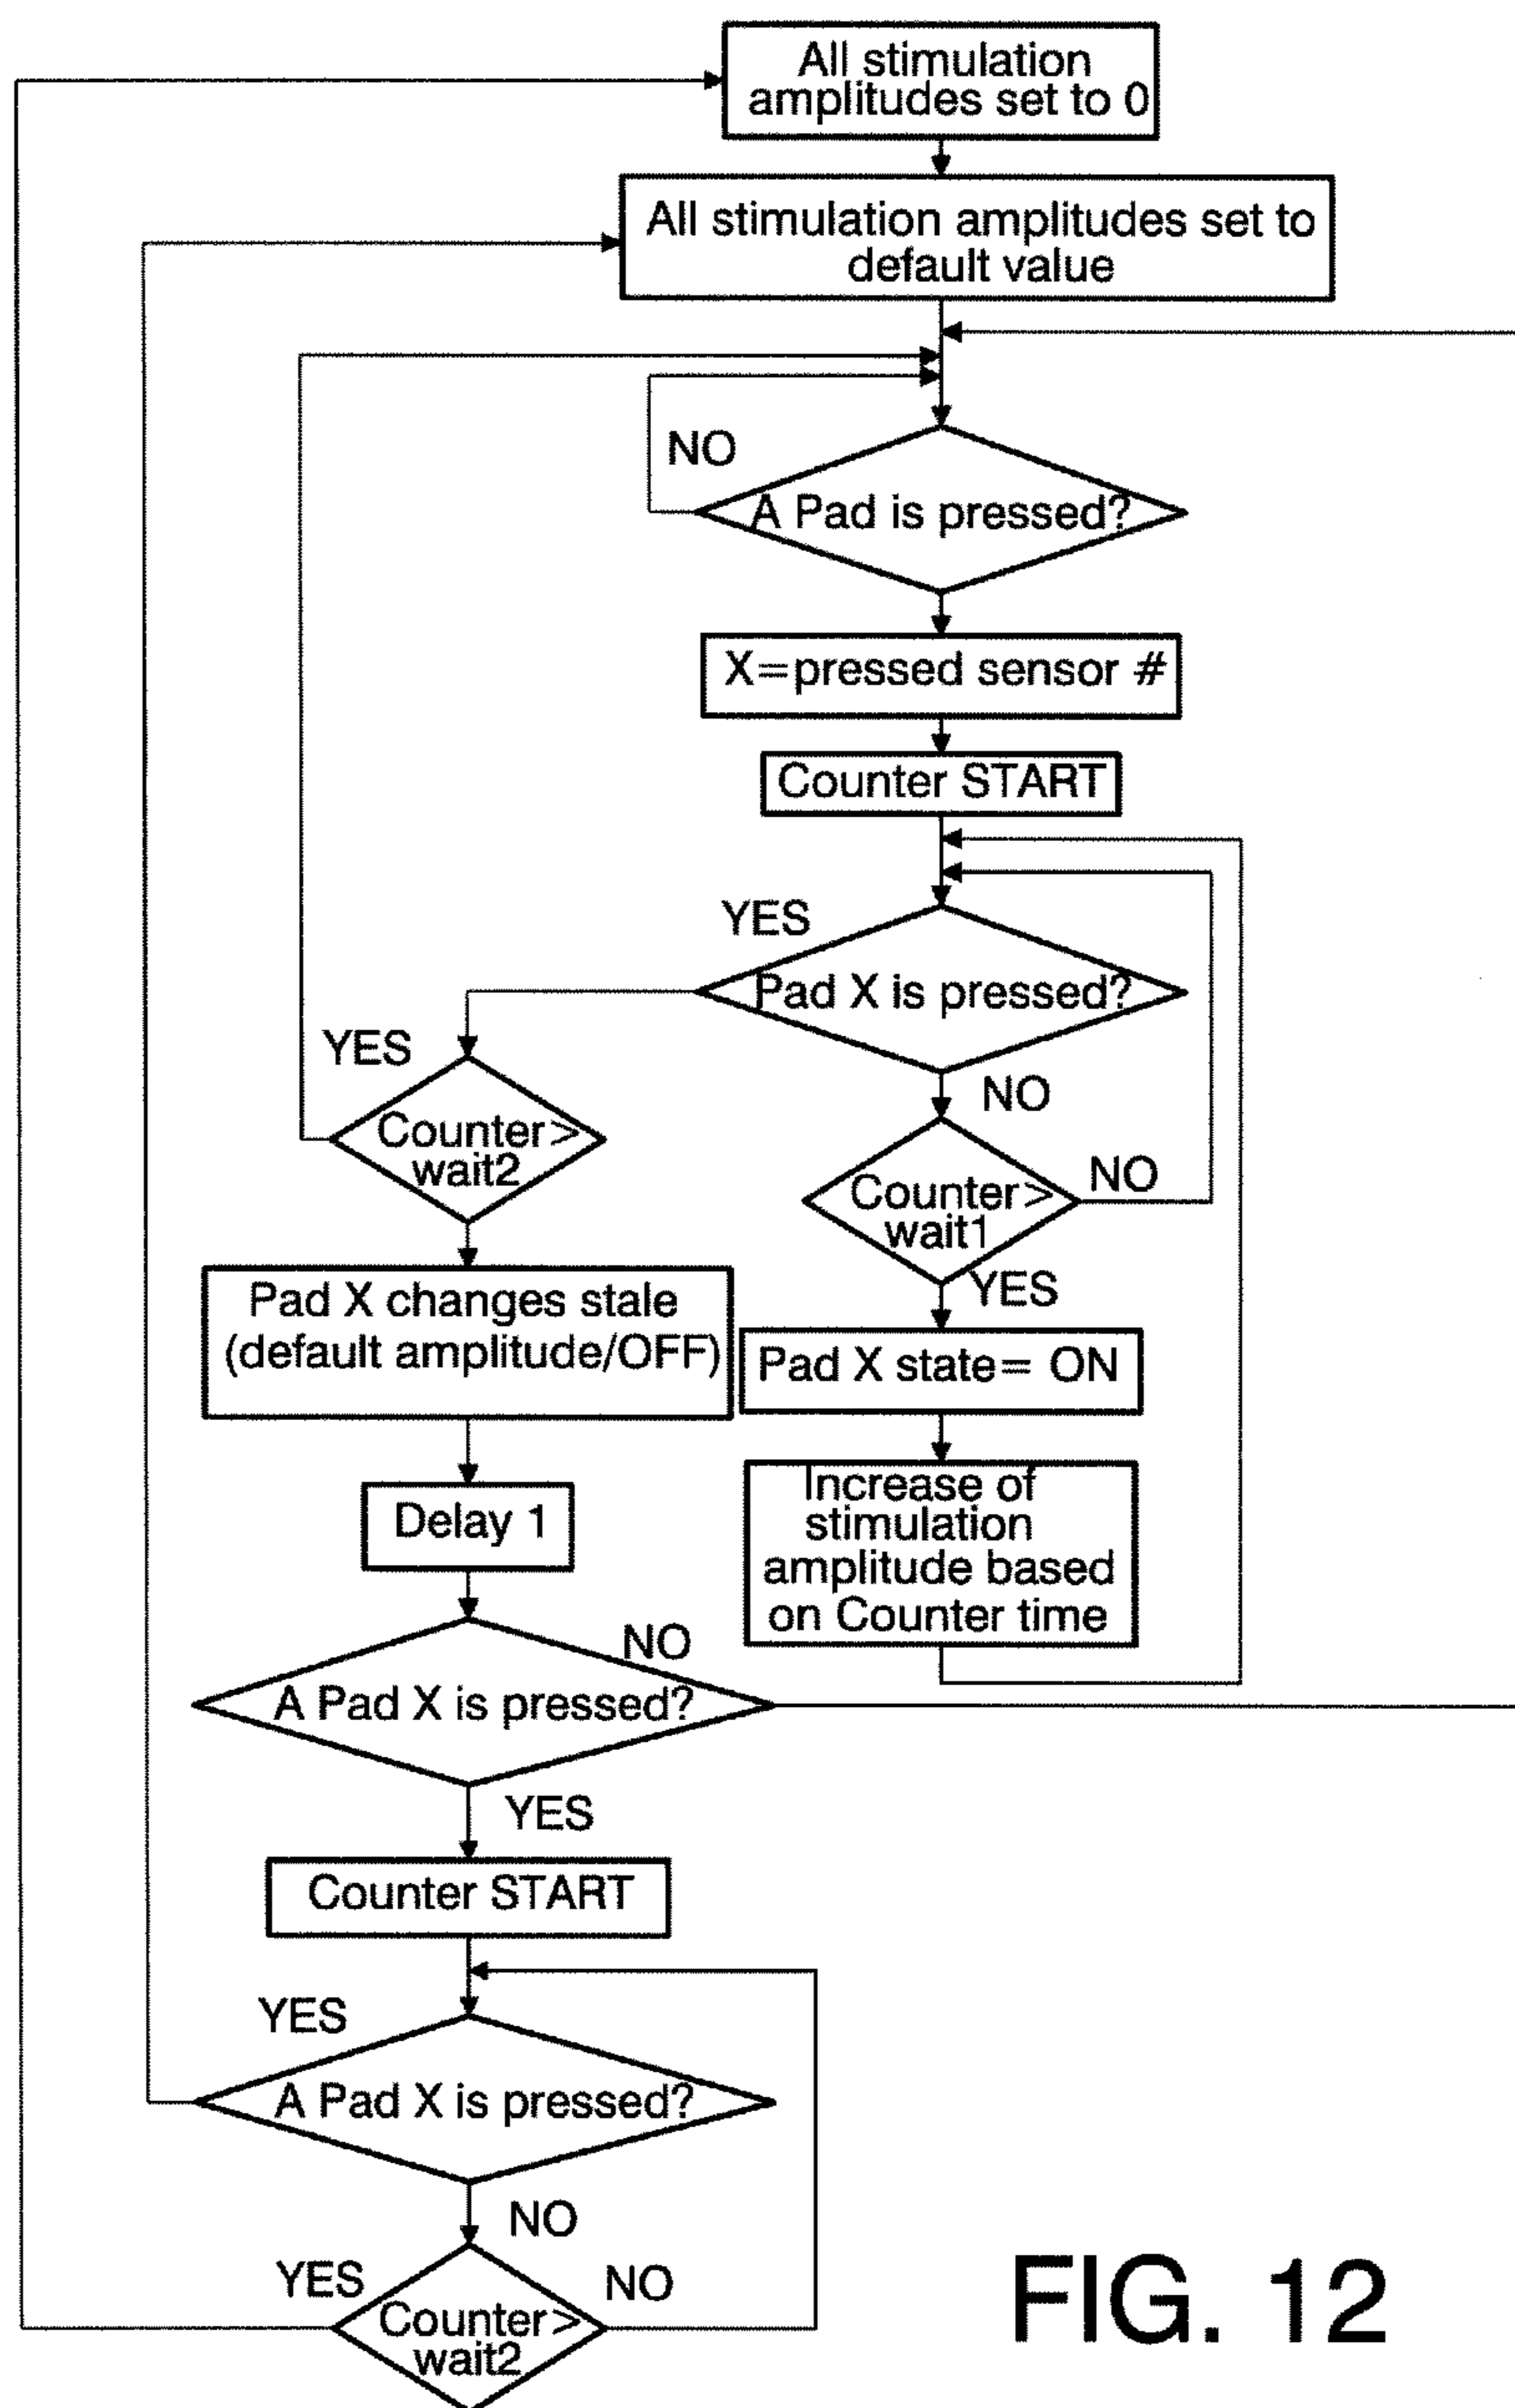 All stimulation
amplitudes set to 0
All stimulation amplitudes set to
default value
NO
A Pad is pressed?
X=pressed sensor #
Counter START
YES
Pad X is pressed?
YES
NO
Counter>
wait2
Counter>
wait1
NO
YES
Pad X changes stale
(default amplitude/OFF)
Pad X state= ON
Delay 1
Increase of
stimulation
amplitude based
on Counter time
NO
A Pad X is pressed?
YES
Counter START
YES
A Pad X is pressed?
NO
YES
NO
Counter>
wait2
FIG. 12